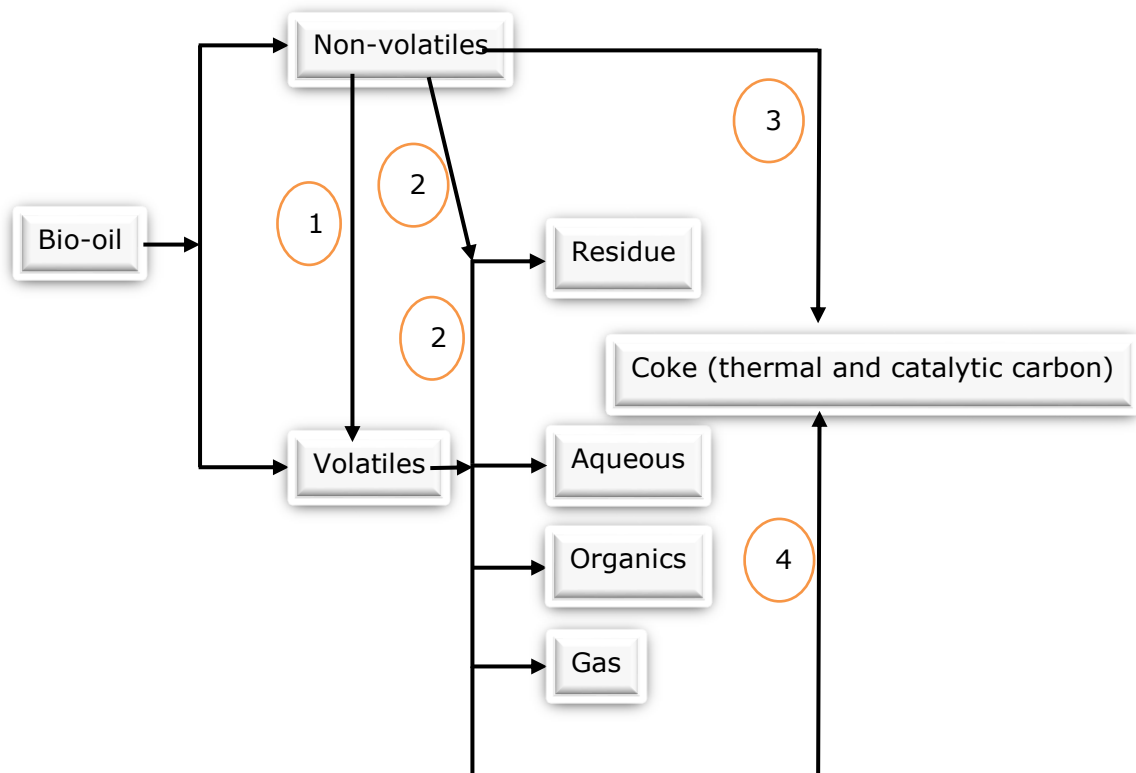 Non-volatiles
3
2
1
Bio-oil
Residue
2
Coke (thermal and catalytic carbon)
Volatiles
Aqueous
Organics
4
Gas